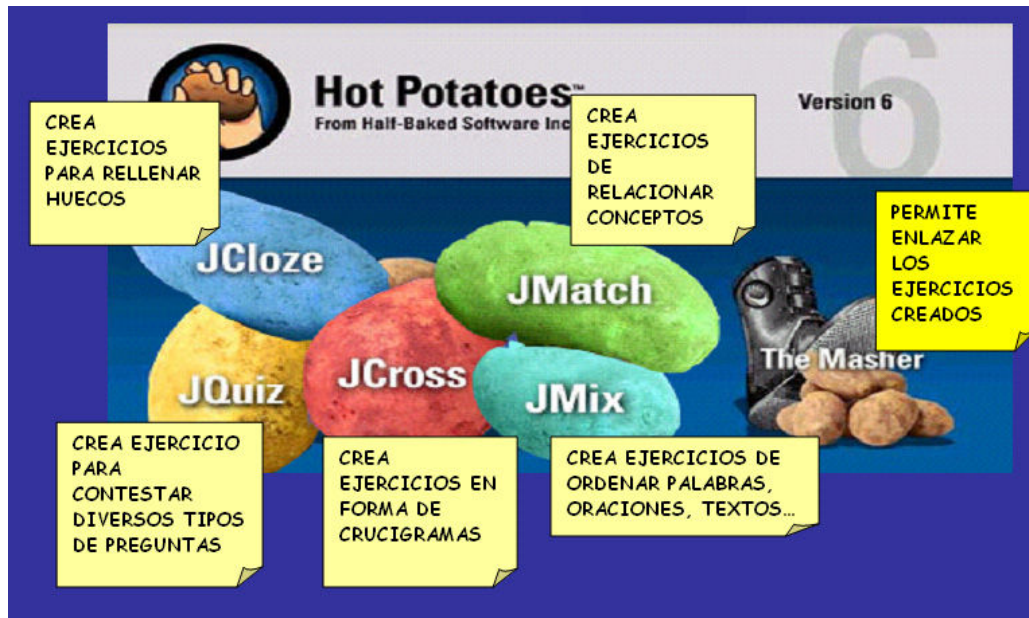 Hot Potatoes™
From Half-Baked Software Inc
Version 6
6
CREA
EJERCICIOS
PARA RELLENAR
HUECOS
CREA
EJERCICIOS
DE
RELACIONAR
CONCEPTOS
PERMITE
ENLAZAR
LOS
EJERCICIOS
CREADOS
JCloze
JMatch
The Masher
JQuiz
JCross
JMix
CREA EJERCICIO
PARA
CONTESTAR
DIVERSOS TIPOS
DE PREGUNTAS
CREA
EJERCICIOS EN
FORMA DE
CRUCIGRAMAS
CREA EJERCICIOS DE
ORDENAR PALABRAS,
ORACIONES, TEXTOS...